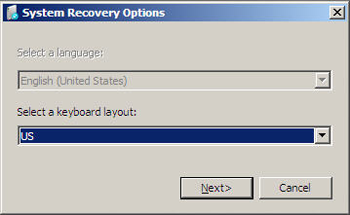 System Recovery Options
Select a language:
English (United States)
Select a keyboard layout:
US
Next>
Cancel